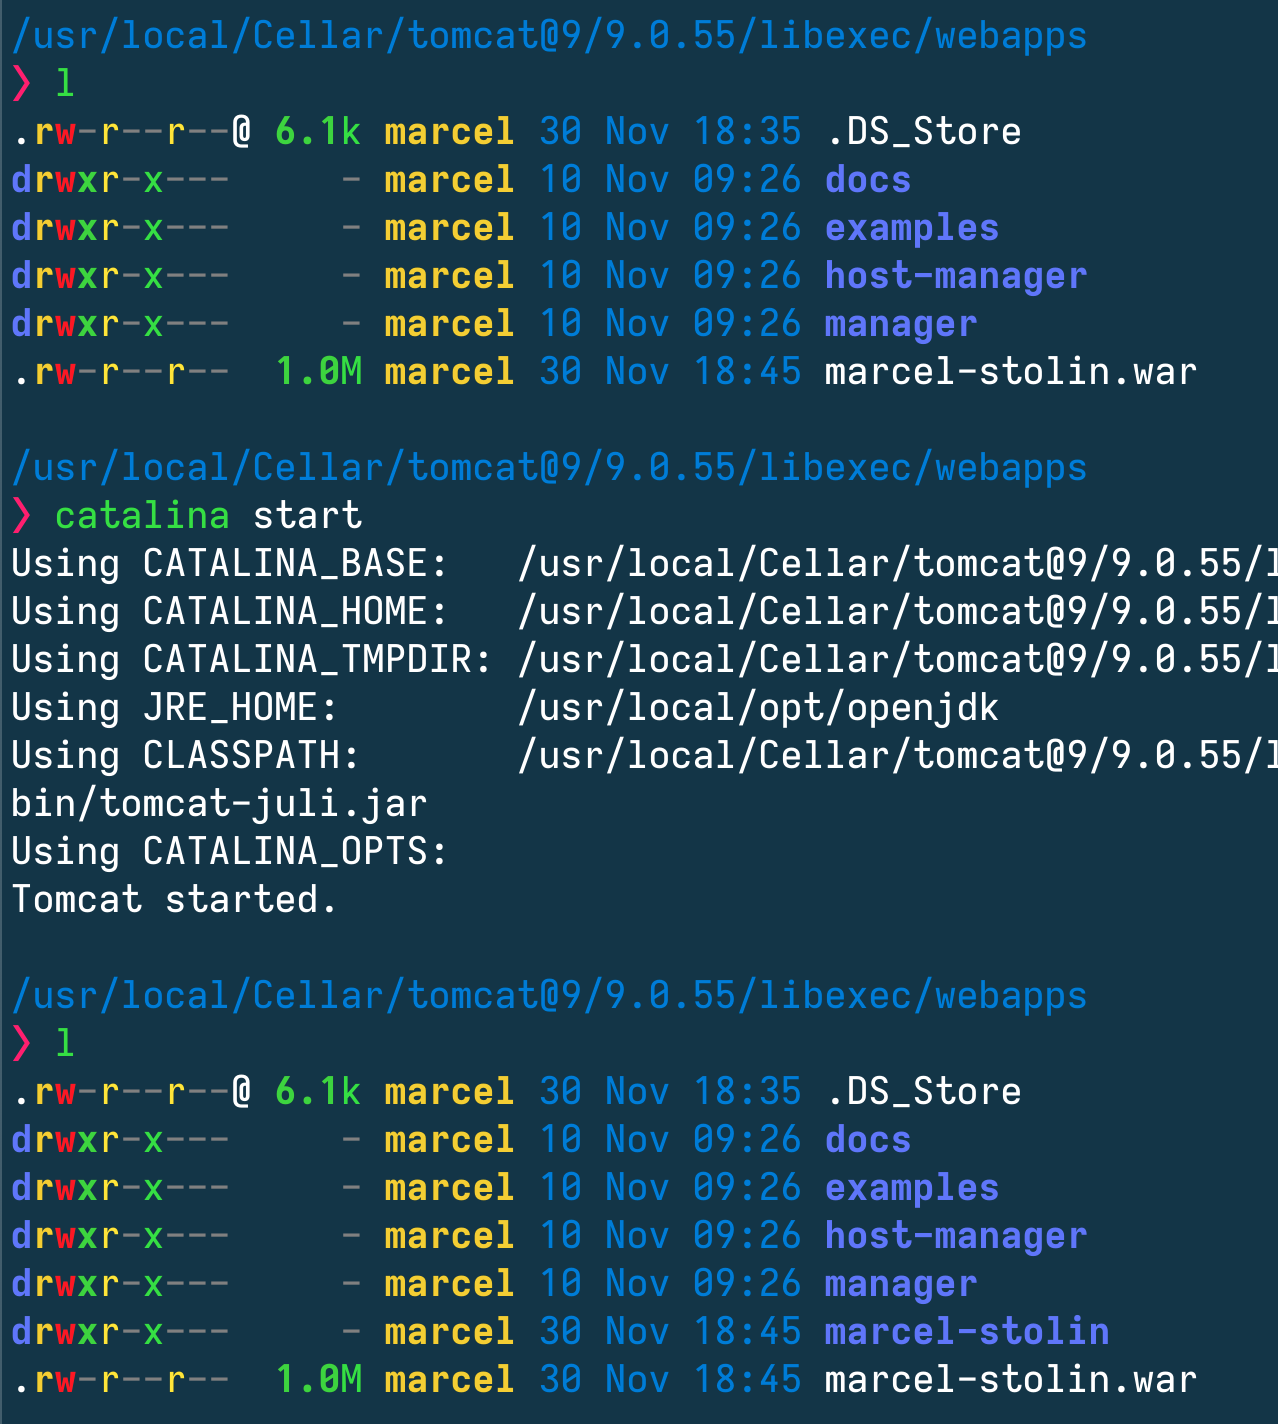 /usr/local/Cellar/tomcat@9/9.0.55/libexec/webapps
❯ l
.rw-r--r--@ 6.1k marcel 30 Nov 18:35 .DS_Store
drwxr-x---     - marcel 10 Nov 09:26 docs
drwxr-x---     - marcel 10 Nov 09:26 examples
drwxr-x---     - marcel 10 Nov 09:26 host-manager
drwxr-x---     - marcel 10 Nov 09:26 manager
.rw-r--r--  1.0M marcel 30 Nov 18:45 marcel-stolin.war
/usr/local/Cellar/tomcat@9/9.0.55/libexec/webapps
❯ catalina start
Using CATALINA_BASE:   /usr/local/Cellar/tomcat@9/9.0.55/l
Using CATALINA_HOME:   /usr/local/Cellar/tomcat@9/9.0.55/l
Using CATALINA_TMPDIR: /usr/local/Cellar/tomcat@9/9.0.55/l
Using JRE_HOME:        /usr/local/opt/openjdk
Using CLASSPATH:       /usr/local/Cellar/tomcat@9/9.0.55/l
bin/tomcat-juli.jar
Using CATALINA_OPTS:
Tomcat started.
/usr/local/Cellar/tomcat@9/9.0.55/libexec/webapps
❯ l
.rw-r--r--@ 6.1k marcel 30 Nov 18:35 .DS_Store
drwxr-x---     - marcel 10 Nov 09:26 docs
drwxr-x---     - marcel 10 Nov 09:26 examples
drwxr-x---     - marcel 10 Nov 09:26 host-manager
drwxr-x---     - marcel 10 Nov 09:26 manager
drwxr-x---     - marcel 30 Nov 18:45 marcel-stolin
.rw-r--r--  1.0M marcel 30 Nov 18:45 marcel-stolin.war